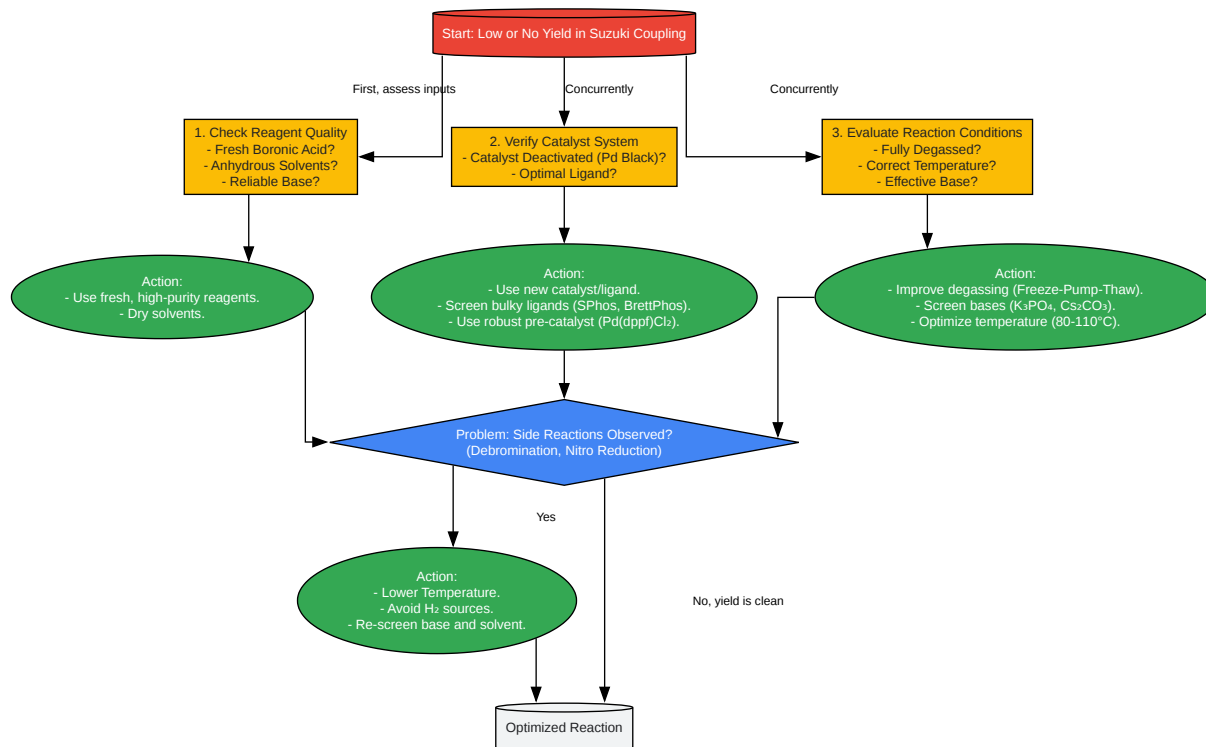 Start: Low or No Yield in Suzuki Coupling
First, assess inputs
Concurrently
Concurrently
1. Check Reagent Quality
- Fresh Boronic Acid?
- Anhydrous Solvents?
- Reliable Base?
2. Verify Catalyst System
- Catalyst Deactivated (Pd Black)?
- Optimal Ligand?
3. Evaluate Reaction Conditions
- Fully Degassed?
- Correct Temperature?
- Effective Base?
Action:
- Use fresh, high-purity reagents.
- Dry solvents.
Action:
- Use new catalyst/ligand.
- Screen bulky ligands (SPhos, BrettPhos).
- Use robust pre-catalyst (Pd(dppf)Cl₂).
Action:
- Improve degassing (Freeze-Pump-Thaw).
- Screen bases (K₃PO₄, Cs₂CO₃).
- Optimize temperature (80-110°C).
Problem: Side Reactions Observed?
(Debromination, Nitro Reduction)
Yes
No, yield is clean
Action:
- Lower Temperature.
- Avoid H₂ sources.
- Re-screen base and solvent.
Optimized Reaction